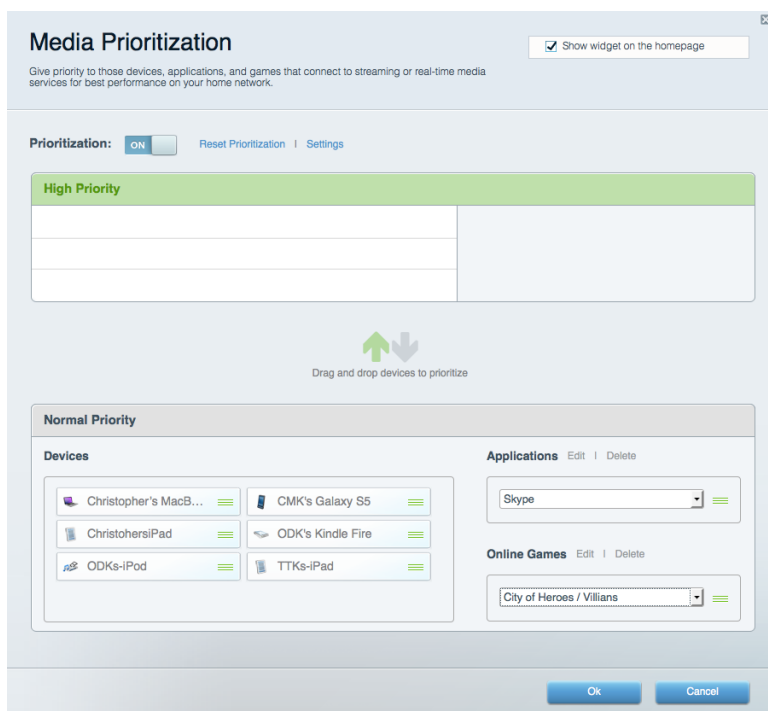 Media Prioritization
Show widget on the homepage
Give priority to those devices, applications, and games that connect to streaming or real-time media
services for best performance on your home network.
Prioritization: ON Reset Prioritization | Settings
High Priority
Drag and drop devices to prioritize
Normal Priority
Devices
Christopher's MacB... CMK's Galaxy S5
ChristohersiPad ODK's Kindle Fire
ODKs-iPod TTKs-iPad
Applications Edit | Delete
Skype
Online Games Edit | Delete
City of Heroes / Villians
Ok Cancel